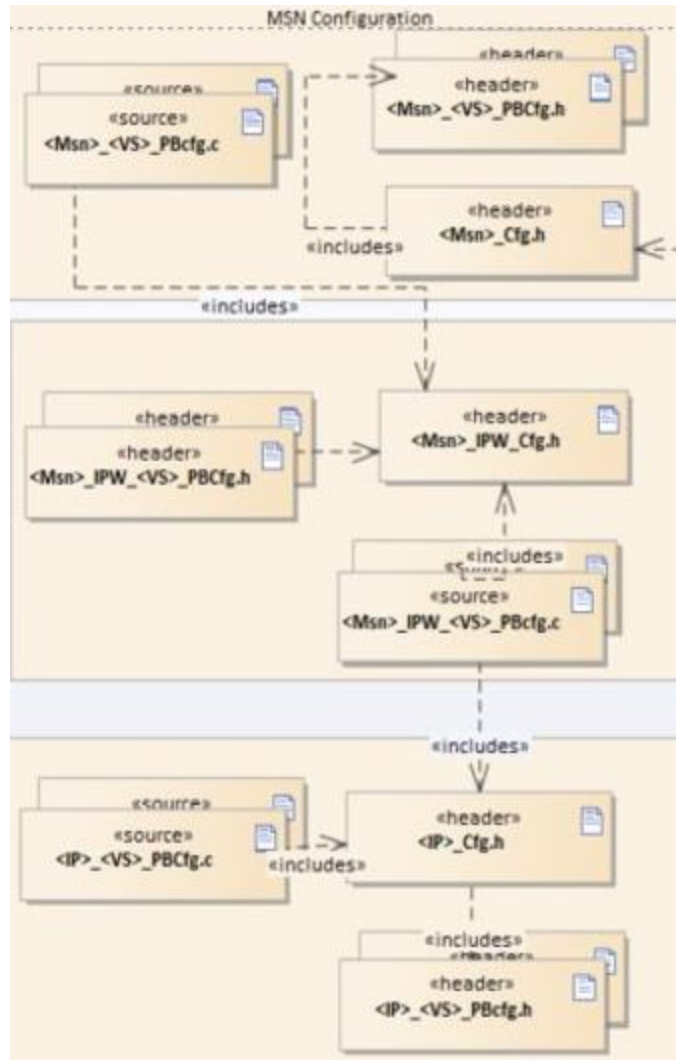 MSN Configuration
«source»
«source»
<Msn>_<VS>_PBcfg.c
«header»
«header»
<Msn>_<VS>_PBCfg.h
«header»
<Msn>_Cfg.h
«includes»
«includes»
«header»
«header»
<Msn>_IPW_<VS>_PBCfg.h
«header»
<Msn>_IPW_Cfg.h
«includes»
«source»
<Msn>_IPW_<VS>_PBcfg.c
«includes»
«source»
«source»
<IP>_<VS>_PBCfg.c
«includes»
«header»
<IP>_Cfg.h
«includes»
«header»
«header»
<IP>_<VS>_PBcfg.h